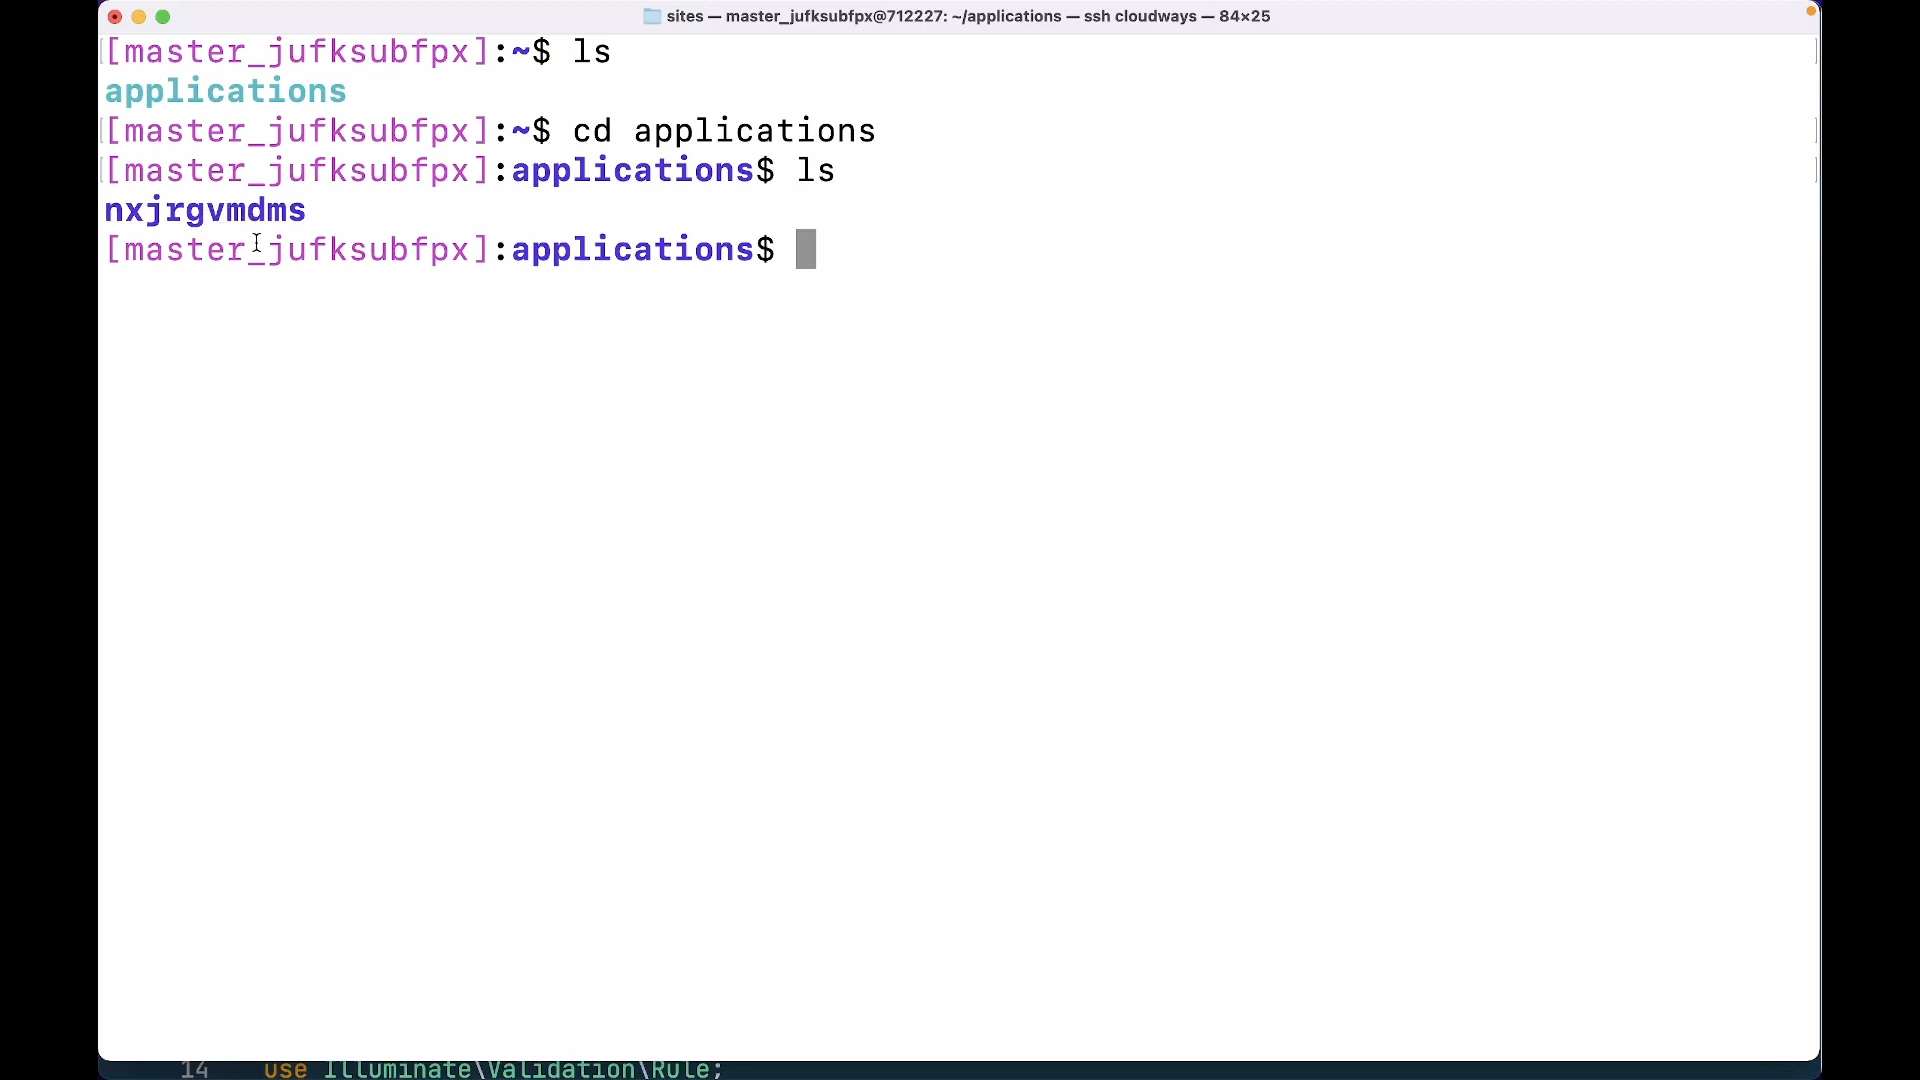 sites — master_jufksubfpx@712227: ~/applications — ssh cloudways — 84×25
[master_jufksubfpx]:~$ ls
applications
[master_jufksubfpx]:~$ cd applications
[master_jufksubfpx]:applications$ ls
nxjrgvmdms
[master_jufksubfpx]:applications$
14 use Illuminate\Validation\Rule;